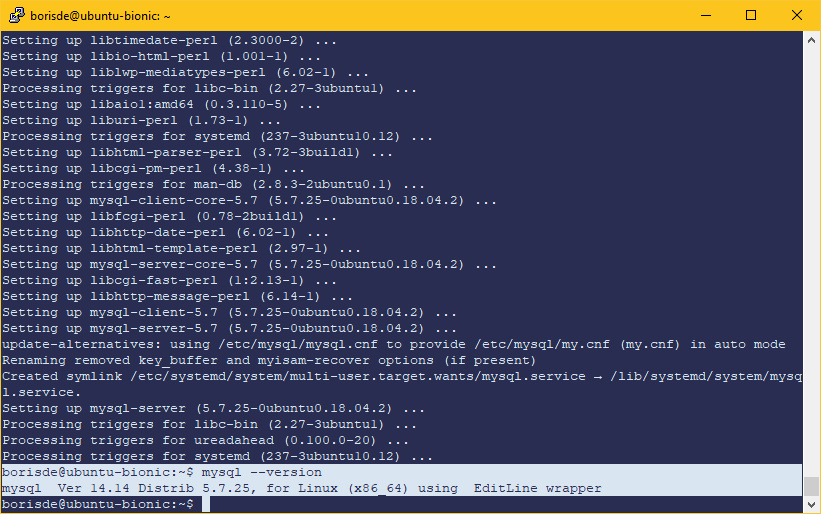 borisde@ubuntu-bionic: ~
Setting up libtimedate-perl (2.3000-2) ...
Setting up libio-html-perl (1.001-1) ...
Setting up liblwp-mediatypes-perl (6.02-1) ...
Processing triggers for libc-bin (2.27-3ubuntu1) ...
Setting up libaio1:amd64 (0.3.110-5) ...
Setting up liburi-perl (1.73-1) ...
Processing triggers for systemd (237-3ubuntu10.12) ...
Setting up libhtml-parser-perl (3.72-3build1) ...
Setting up libcgi-pm-perl (4.38-1) ...
Processing triggers for man-db (2.8.3-2ubuntu0.1) ...
Setting up mysql-client-core-5.7 (5.7.25-0ubuntu0.18.04.2) ...
Setting up libfcgi-perl (0.78-2build1) ...
Setting up libhttp-date-perl (6.02-1) ...
Setting up libhtml-template-perl (2.97-1) ...
Setting up mysql-server-core-5.7 (5.7.25-0ubuntu0.18.04.2) ...
Setting up libcgi-fast-perl (1:2.13-1) ...
Setting up libhttp-message-perl (6.14-1) ...
Setting up mysql-client-5.7 (5.7.25-0ubuntu0.18.04.2) ...
Setting up mysql-server-5.7 (5.7.25-0ubuntu0.18.04.2) ...
update-alternatives: using /etc/mysql/mysql.cnf to provide /etc/mysql/my.cnf (my.cnf) in auto mode
Renaming removed key_buffer and myisam-recover options (if present)
Created symlink /etc/systemd/system/multi-user.target.wants/mysql.service → /lib/systemd/system/mysq
l.service.
Setting up mysql-server (5.7.25-0ubuntu0.18.04.2) ...
Processing triggers for libc-bin (2.27-3ubuntu1) ...
Processing triggers for ureadahead (0.100.0-20) ...
Processing triggers for systemd (237-3ubuntu10.12) ...
borisde@ubuntu-bionic:~$ mysql --version
mysql  Ver 14.14 Distrib 5.7.25, for Linux (x86_64) using  EditLine wrapper
borisde@ubuntu-bionic:~$